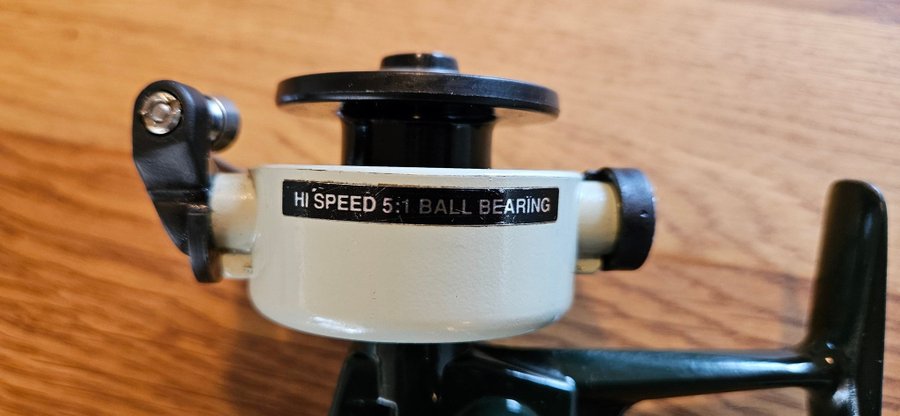 HI SPEED 5:1 BALL BEARING